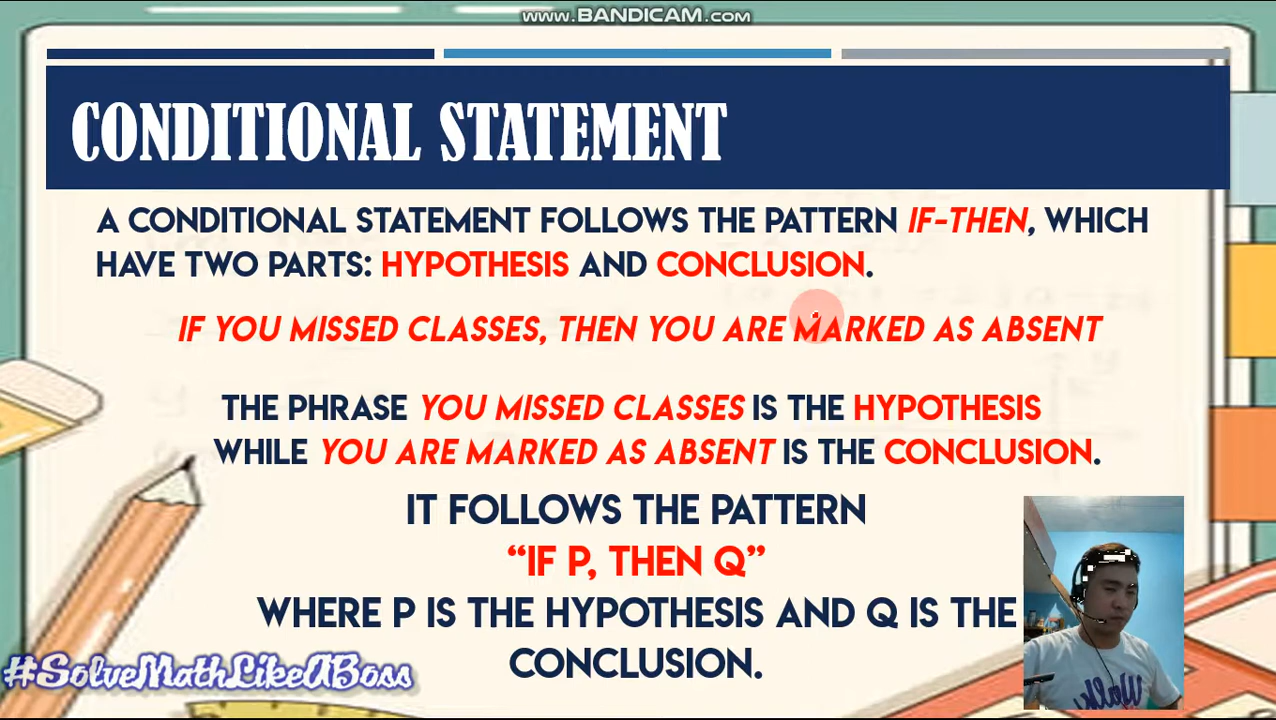 WWW.BANDICAM.COM
CONDITIONAL STATEMENT
A CONDITIONAL STATEMENT FOLLOWS THE PATTERN IF-THEN, WHICH
HAVE TWO PARTS: HYPOTHESIS AND CONCLUSION.
IF YOU MISSED CLASSES, THEN YOU ARE MARKED AS ABSENT
THE PHRASE YOU MISSED CLASSES IS THE HYPOTHESIS
WHILE YOU ARE MARKED AS ABSENT IS THE CONCLUSION.
IT FOLLOWS THE PATTERN
“IF P, THEN Q”
WHERE P IS THE HYPOTHESIS AND Q IS THE
CONCLUSION.
#SolveMathLikeABoss